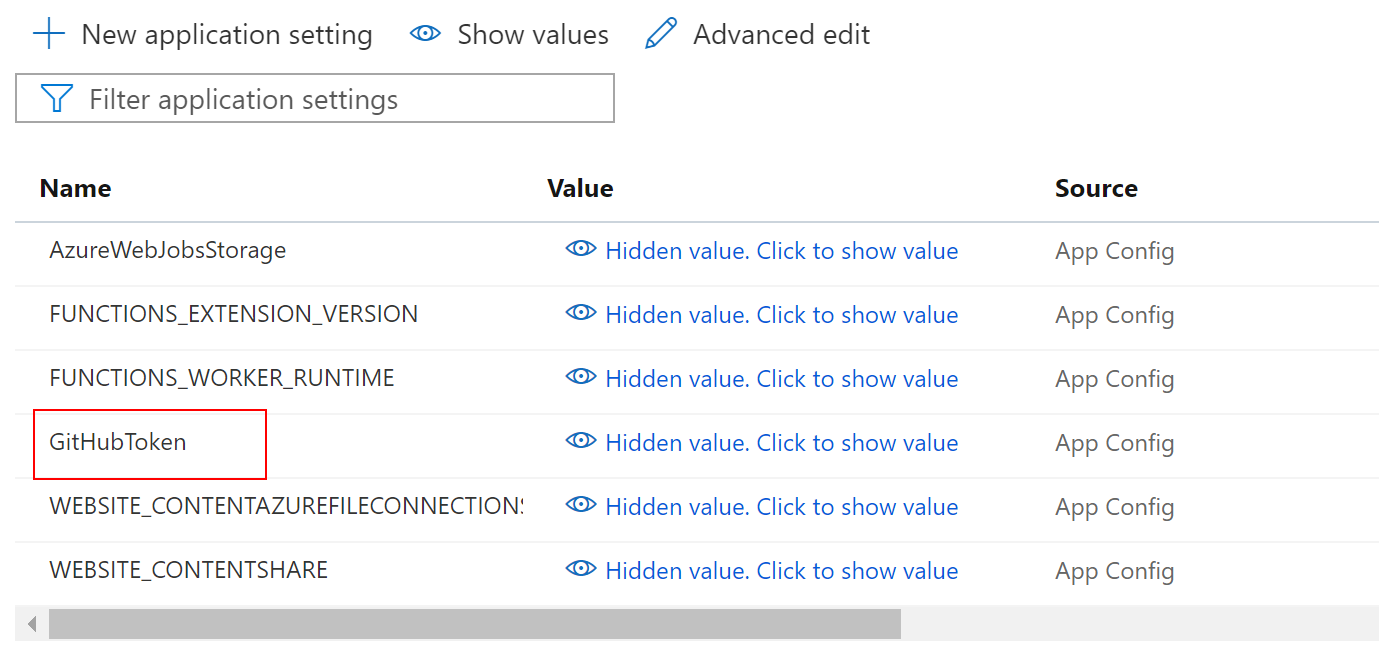 New application setting Show values Advanced edit
Filter application settings
Name Value Source
AzureWebJobsStorage Hidden value. Click to show value App Config
FUNCTIONS_EXTENSION_VERSION Hidden value. Click to show value App Config
FUNCTIONS_WORKER_RUNTIME Hidden value. Click to show value App Config
GitHubToken Hidden value. Click to show value App Config
WEBSITE_CONTENTAZUREFILECONNECTIONS Hidden value. Click to show value App Config
WEBSITE_CONTENTSHARE Hidden value. Click to show value App Config